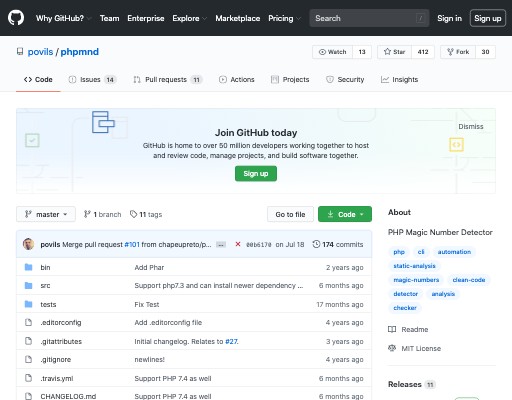 Why GitHub? Team Enterprise Explore Marketplace Pricing Search / Sign in Sign up
povils / phpmnd Watch 13 Star 412 Fork 30
Code Issues 14 Pull requests 11 Actions Projects Security Insights
Join GitHub today
Dismiss
GitHub is home to over 50 million developers working together to host
and review code, manage projects, and build software together.
Sign up
master 1 branch 11 tags Go to file Code
povils Merge pull request #101 from chapeupreto/p... ... 00b6170 on Jul 18 174 commits
bin Add Phar 2 years ago
src Support php7.3 and can install newer dependency ... 6 months ago
tests Fix Test 17 months ago
.editorconfig Add .editorconfig file 4 years ago
.gitattributes Initial changelog. Relates to #27. 3 years ago
.gitignore newlines! 4 years ago
.travis.yml Support PHP 7.4 as well 6 months ago
CHANGELOG.md Support PHP 7.4 as well 6 months ago
About
PHP Magic Number Detector
php cli automation
static-analysis
magic-numbers clean-code
detector analysis
checker
Readme
MIT License
Releases 11